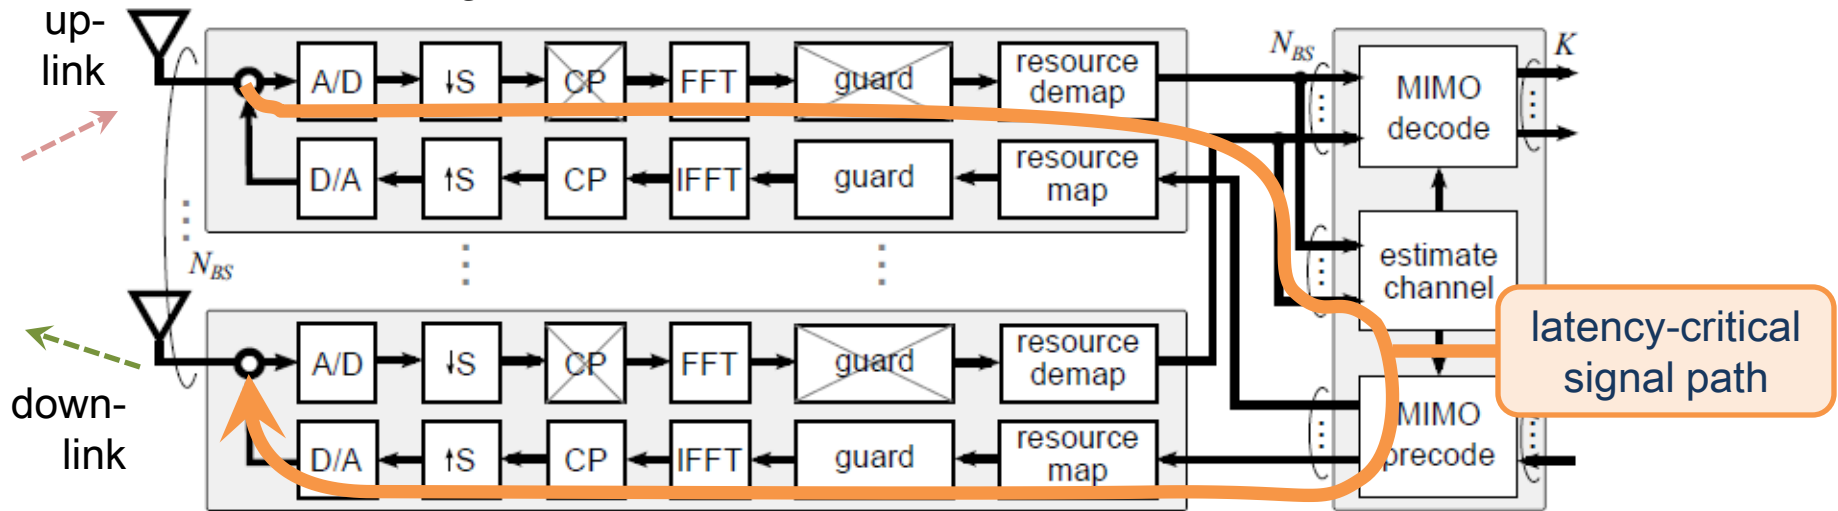 up-
link
A/D
↓S
CP
FFT
guard
resource
demap
D/A
↑S
CP
IFFT
guard
resource
map
N_BS
N_BS
MIMO
decode
K
estimate
channel
latency-critical
signal path
down-
link
A/D
↓S
CP
FFT
guard
resource
demap
D/A
↑S
CP
IFFT
guard
resource
map
MIMO
precode